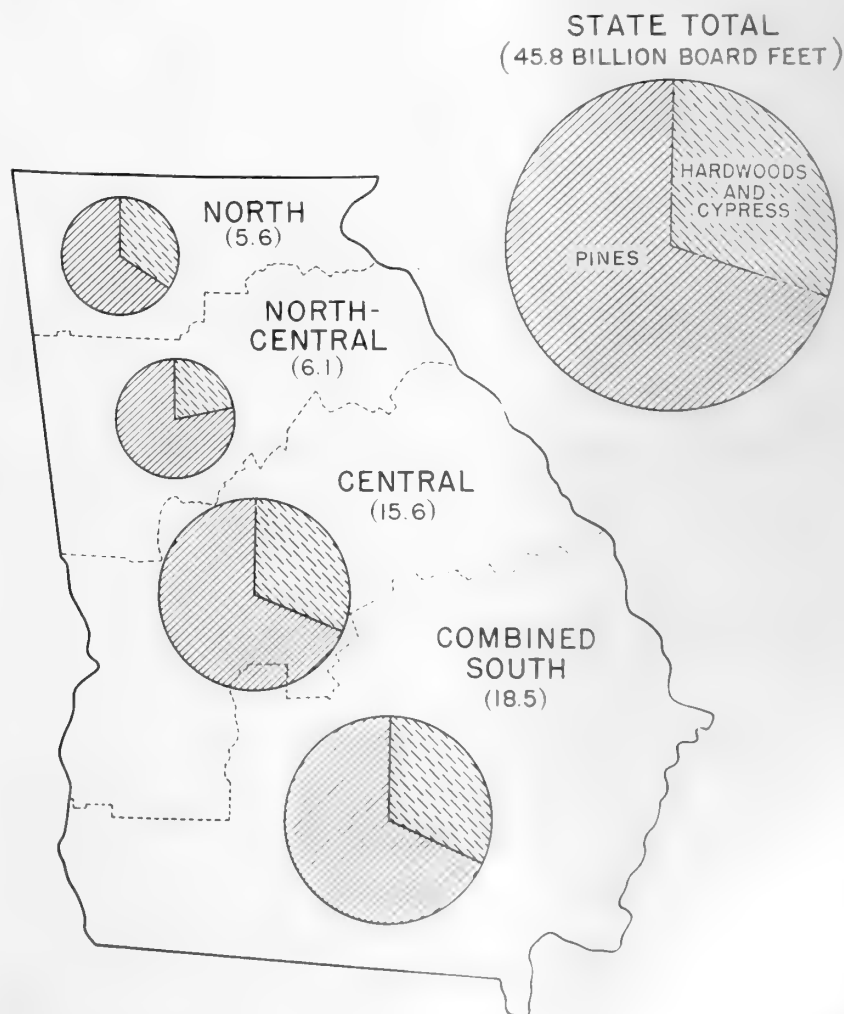 STATE TOTAL
(45.8 BILLION BOARD FEET)
HARDWOODS
AND
CYPRESS
PINES
NORTH
(5.6)
NORTH-
CENTRAL
(6.1)
CENTRAL
(15.6)
COMBINED
SOUTH
(18.5)